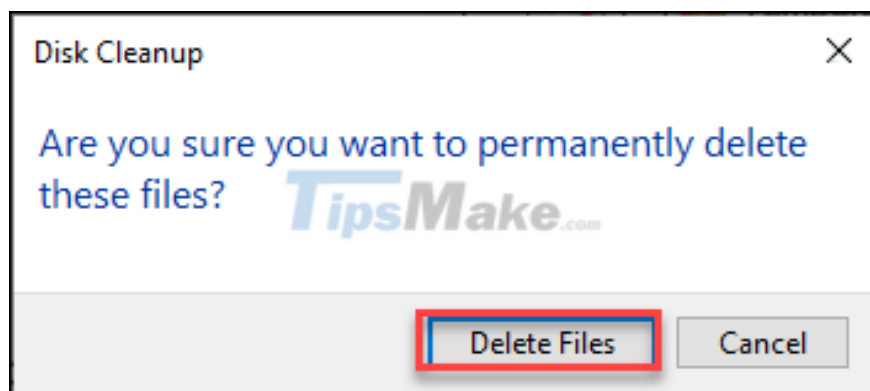 Disk Cleanup
Are you sure you want to permanently delete
these files?
TipsMake.com
Delete Files
Cancel